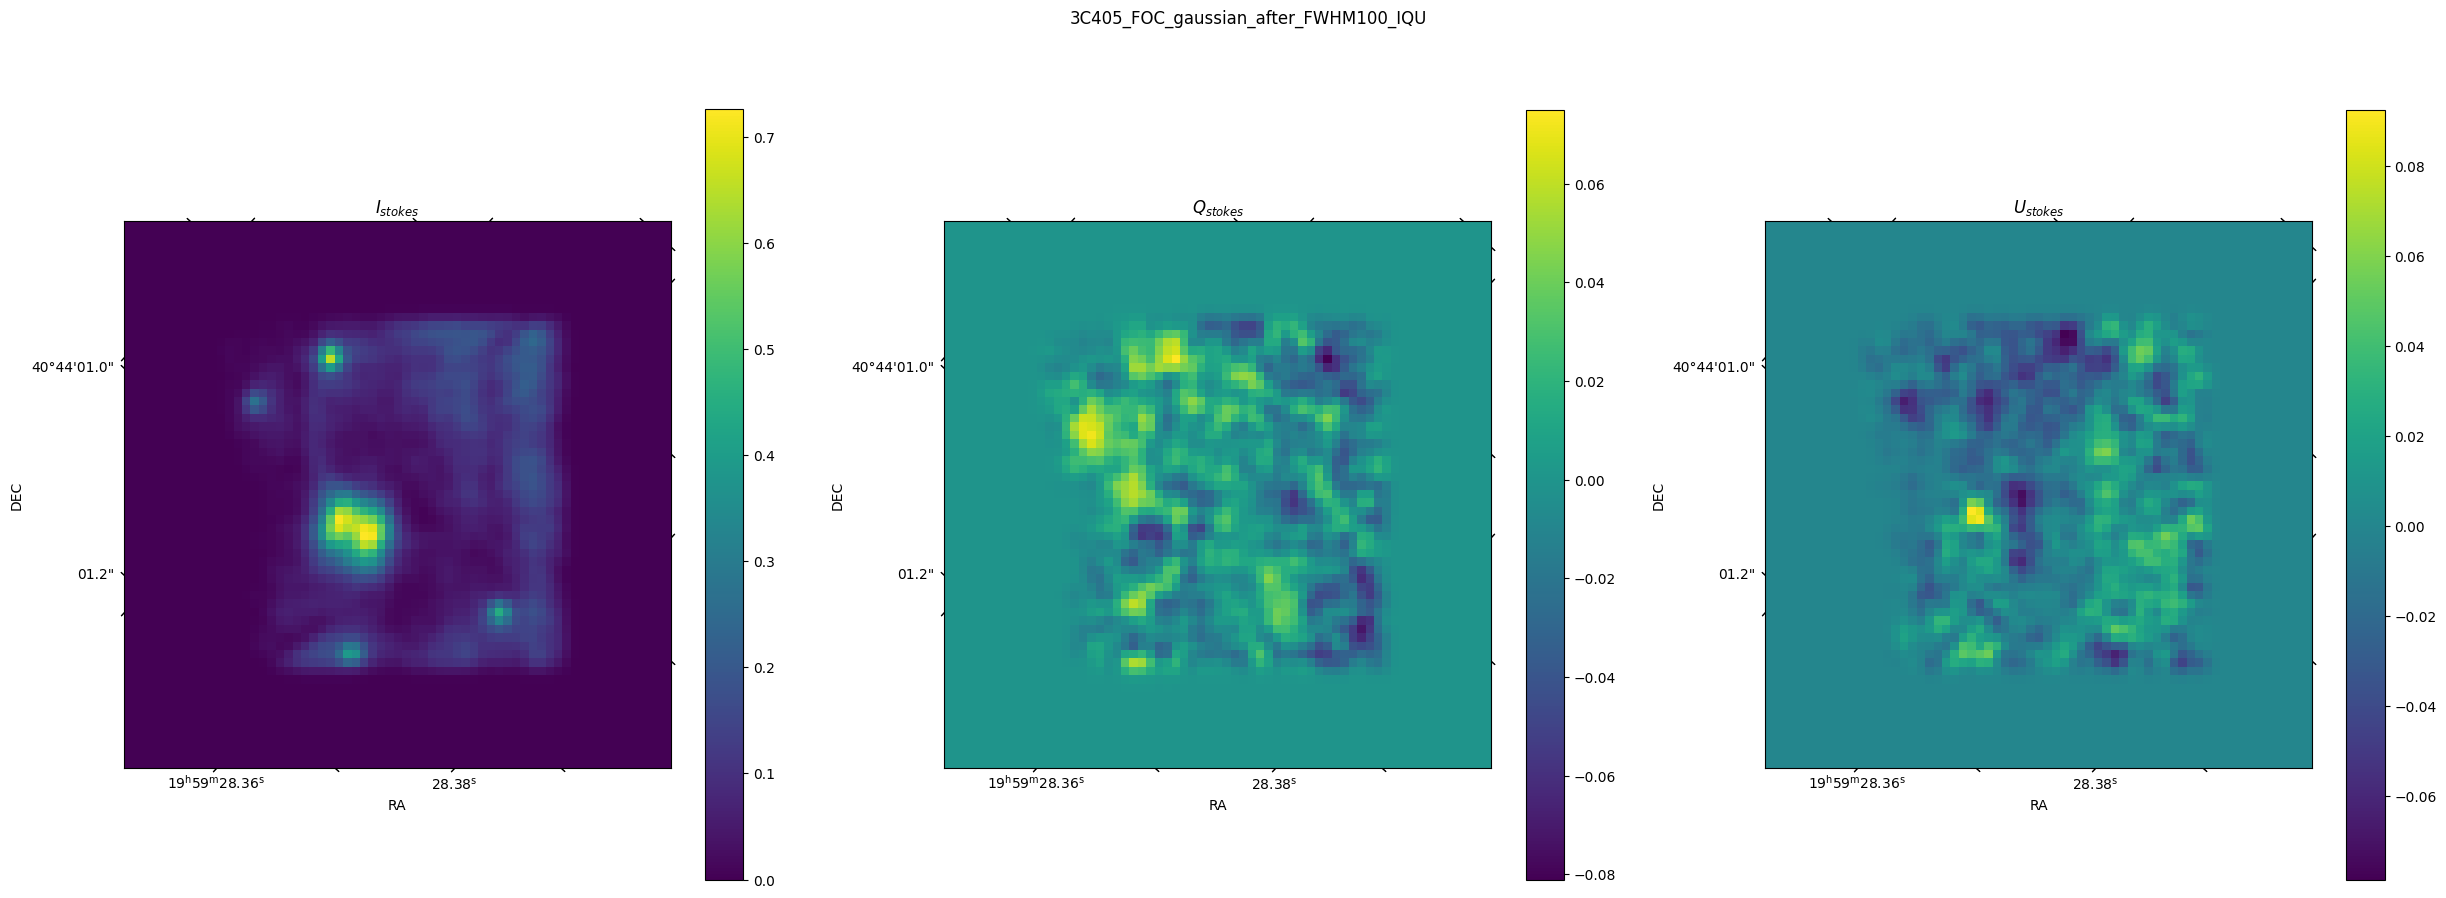 3C405_FOC_gaussian_after_FWHM100_IQU
I_stokes
Q_stokes
U_stokes
DEC
40°44'01.0"
01.2"
19ʰ59ᵐ28.36ˢ
28.38ˢ
RA
0.7
0.6
0.5
0.4
0.3
0.2
0.1
0.0
DEC
40°44'01.0"
01.2"
19ʰ59ᵐ28.36ˢ
28.38ˢ
RA
0.06
0.04
0.02
0.00
−0.02
−0.04
−0.06
−0.08
DEC
40°44'01.0"
01.2"
19ʰ59ᵐ28.36ˢ
28.38ˢ
RA
0.08
0.06
0.04
0.02
0.00
−0.02
−0.04
−0.06